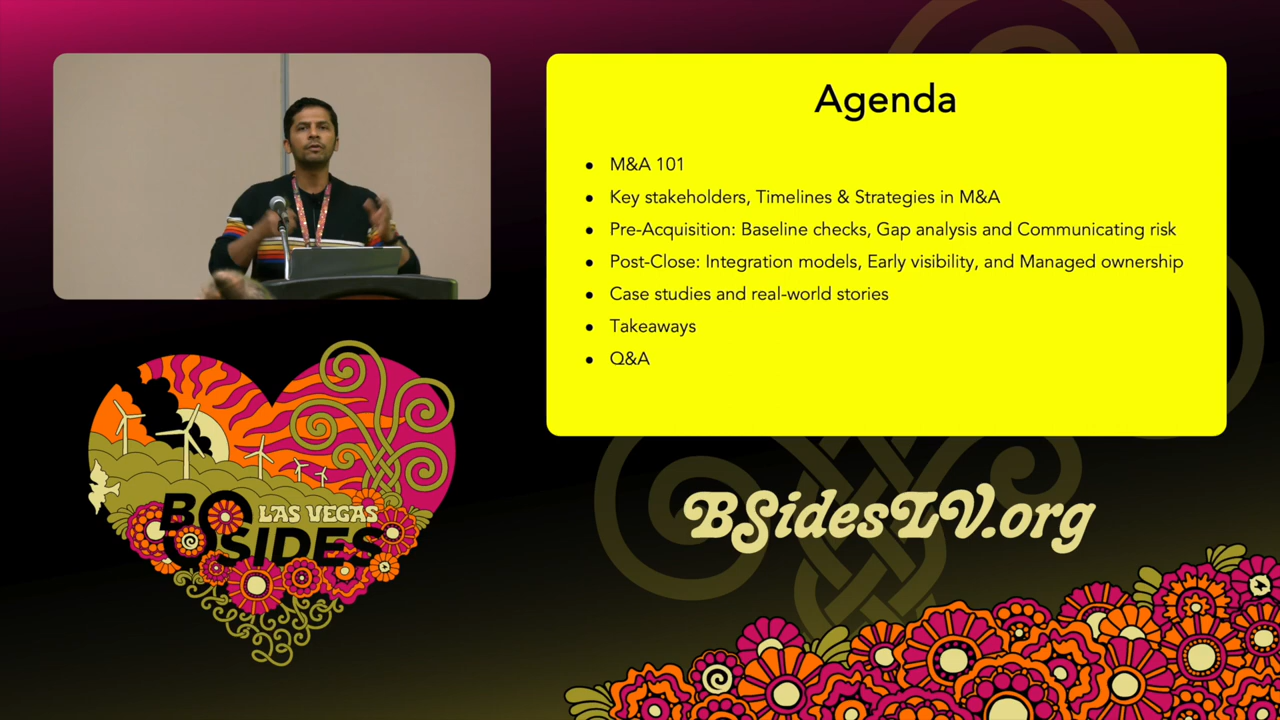 Agenda
• M&A 101
• Key stakeholders, Timelines & Strategies in M&A
• Pre-Acquisition: Baseline checks, Gap analysis and Communicating risk
• Post-Close: Integration models, Early visibility, and Managed ownership
• Case studies and real-world stories
• Takeaways
• Q&A
LAS VEGAS
BSIDES
BSidesLV.org